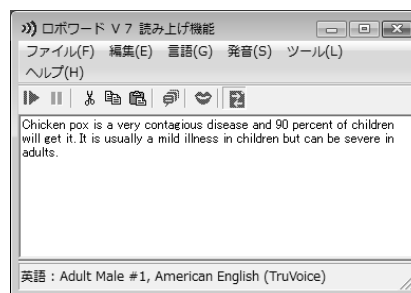 ロボワード V7 読み上げ機能
ファイル(F) 編集(E) 言語(G) 発音(S) ツール(L)
ヘルプ(H)
Chicken pox is a very contagious disease and 90 percent of children
will get it. It is usually a mild illness in children but can be severe in
adults.
英語 : Adult Male #1, American English (TruVoice)